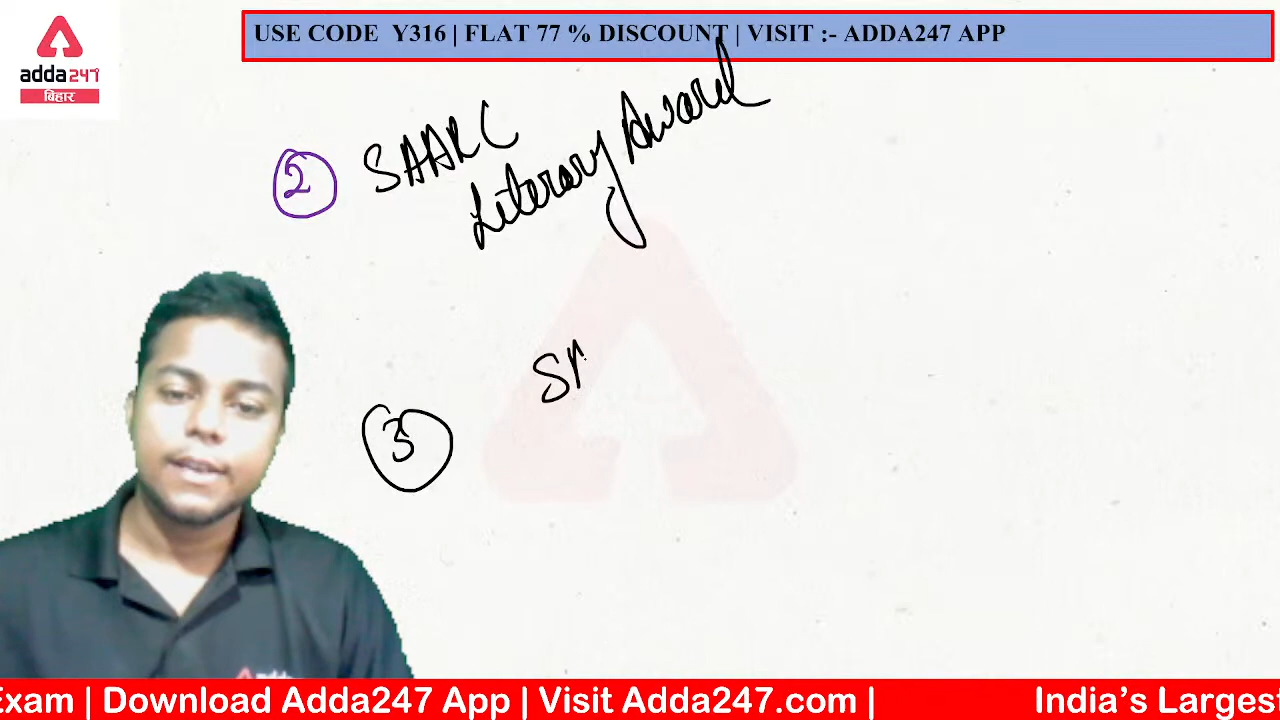 USE CODE Y316 | FLAT 77 % DISCOUNT | VISIT :- ADDA247 APP
adda247
बिहार
2 SAARC
Literary Award
3
Exam | Download Adda247 App | Visit Adda247.com | India's Largest